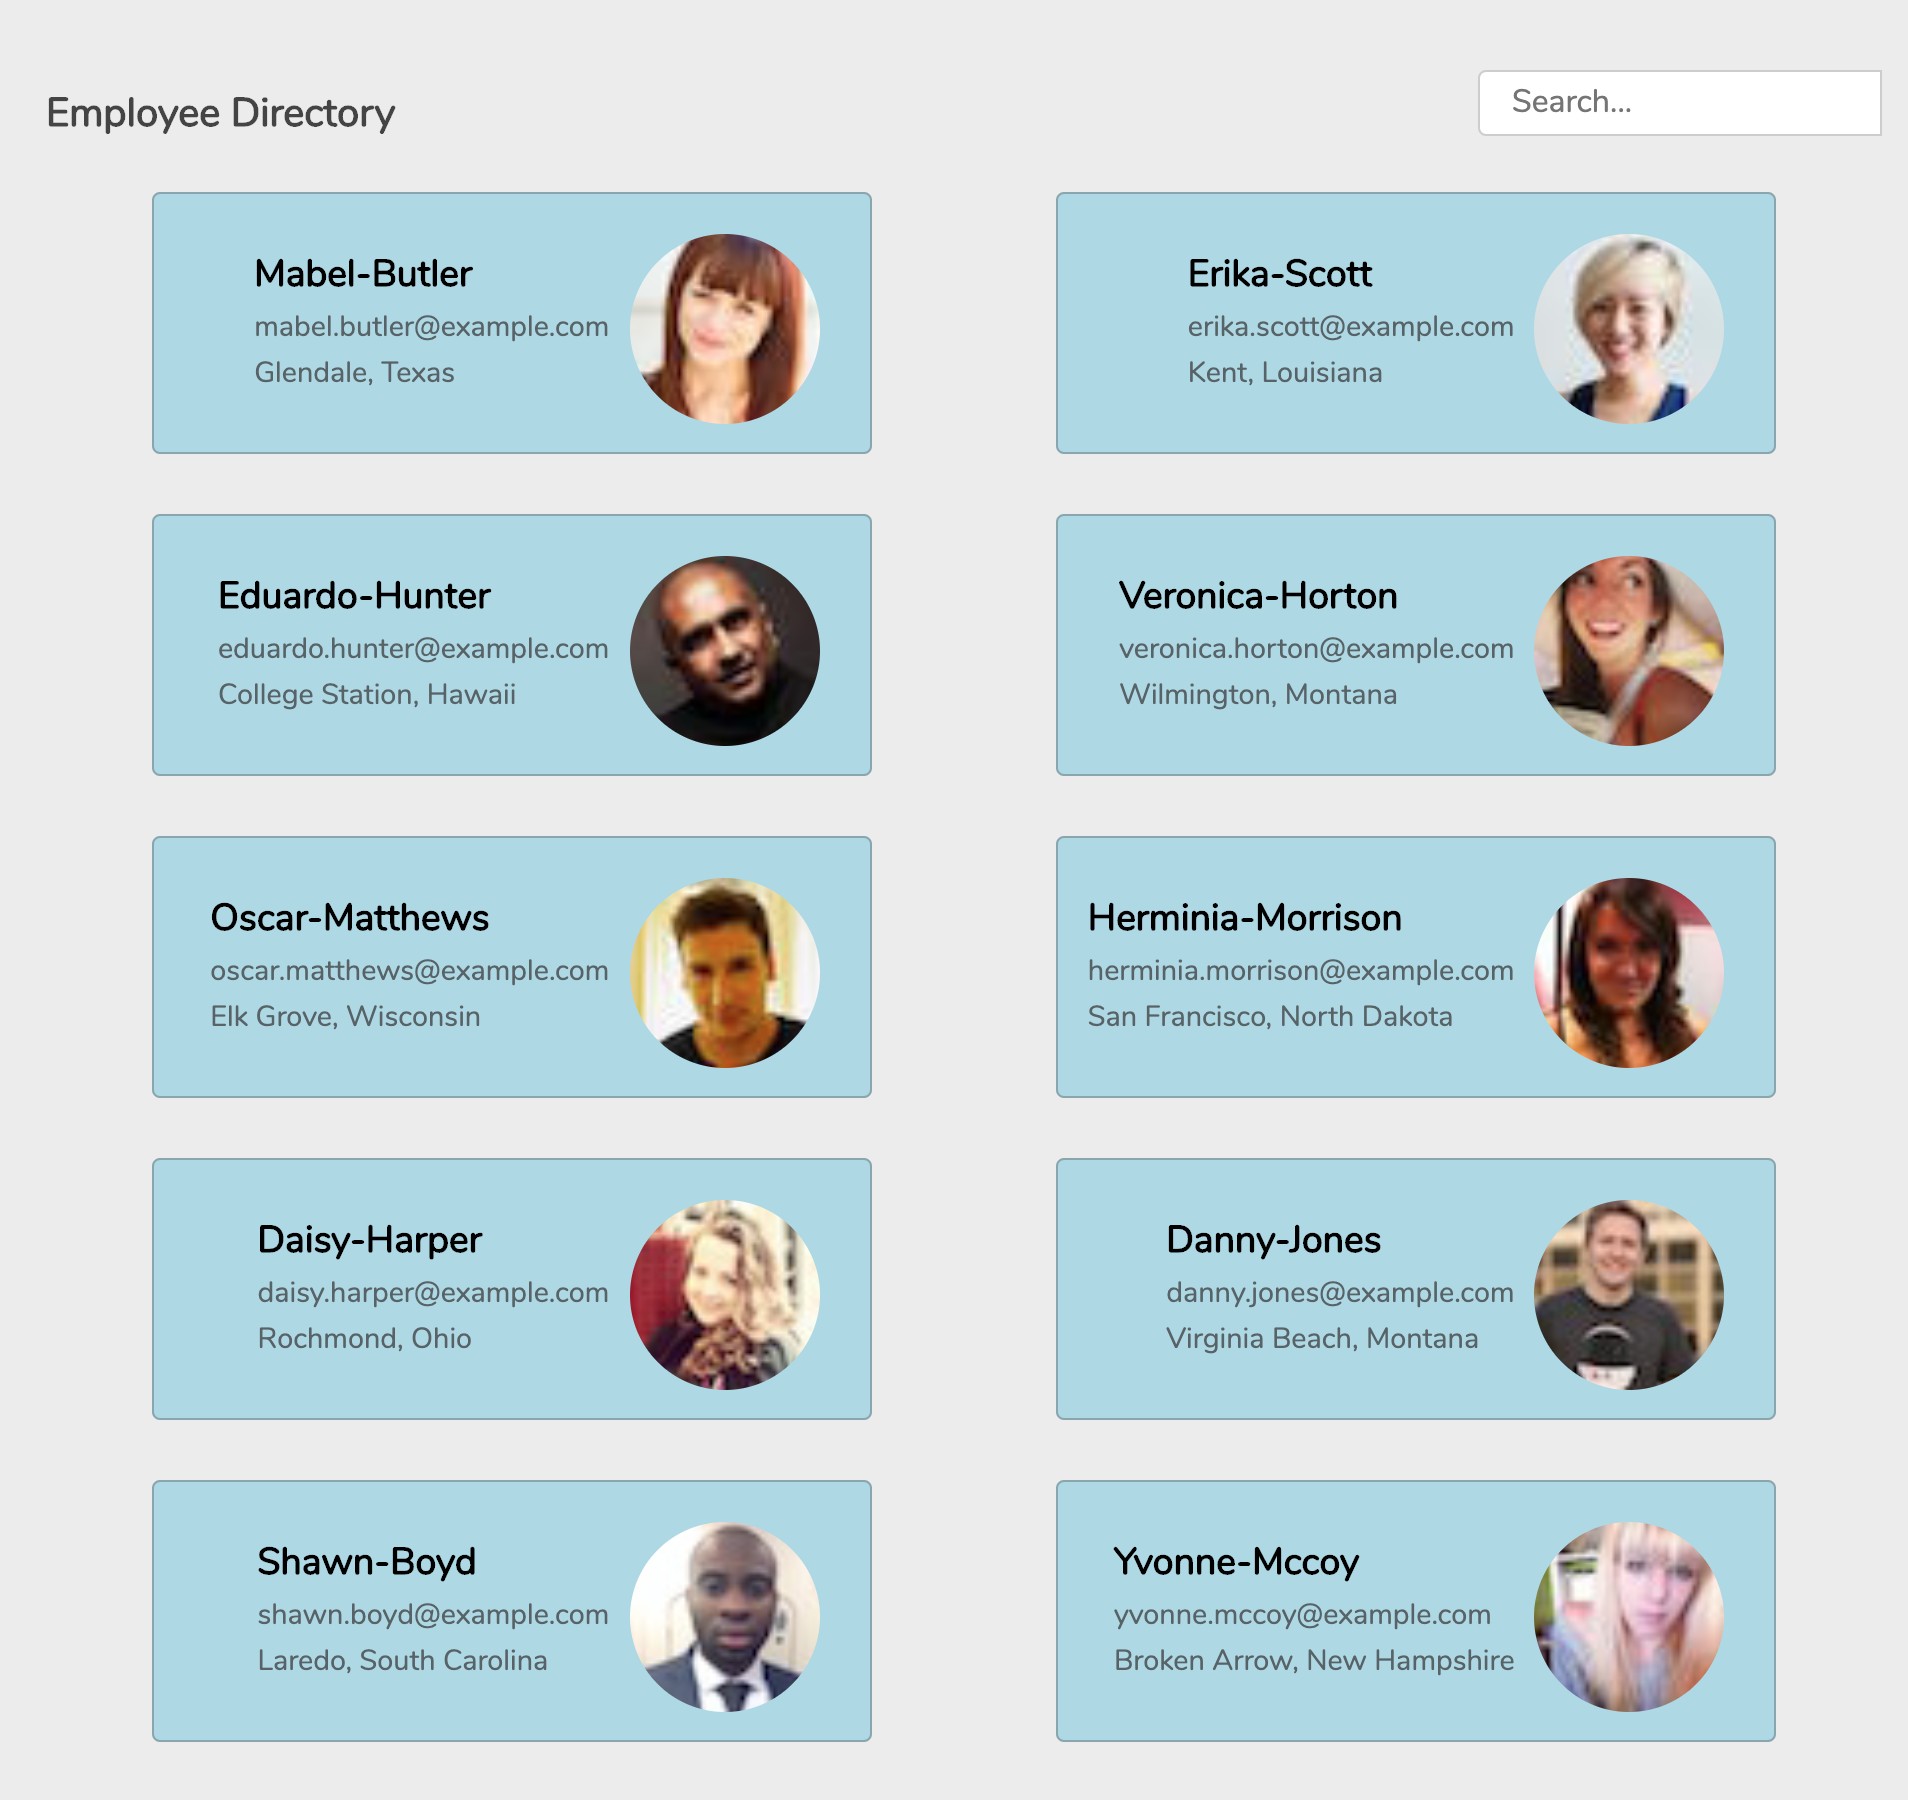 Employee Directory
Search...
Mabel-Butler
mabel.butler@example.com
Glendale, Texas
Erika-Scott
erika.scott@example.com
Kent, Louisiana
Eduardo-Hunter
eduardo.hunter@example.com
College Station, Hawaii
Veronica-Horton
veronica.horton@example.com
Wilmington, Montana
Oscar-Matthews
oscar.matthews@example.com
Elk Grove, Wisconsin
Herminia-Morrison
herminia.morrison@example.com
San Francisco, North Dakota
Daisy-Harper
daisy.harper@example.com
Rochmond, Ohio
Danny-Jones
danny.jones@example.com
Virginia Beach, Montana
Shawn-Boyd
shawn.boyd@example.com
Laredo, South Carolina
Yvonne-Mccoy
yvonne.mccoy@example.com
Broken Arrow, New Hampshire